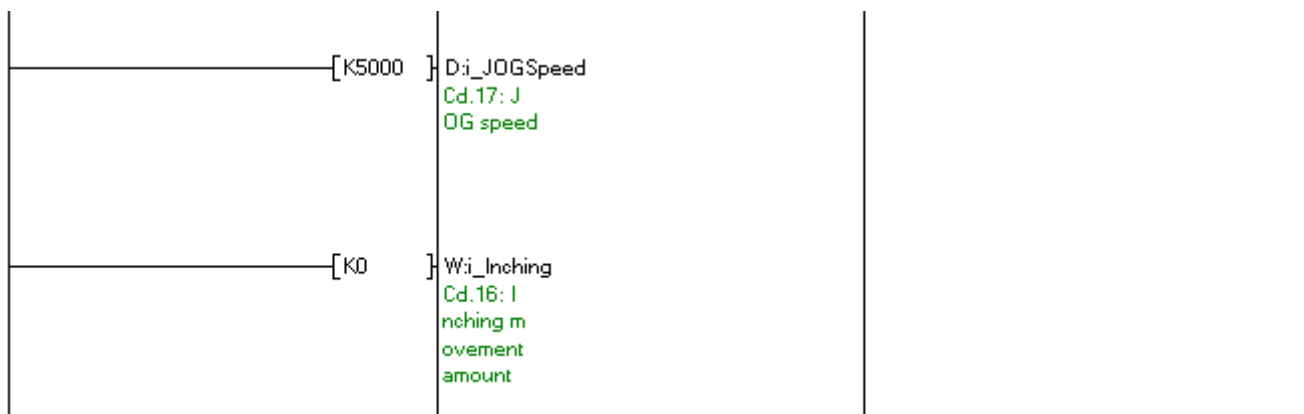 [K5000 ] D:i_JOGSpeed
Cd.17: J
OG speed
[K0 ] W:i_Inching
Cd.16: I
nching m
ovement
amount